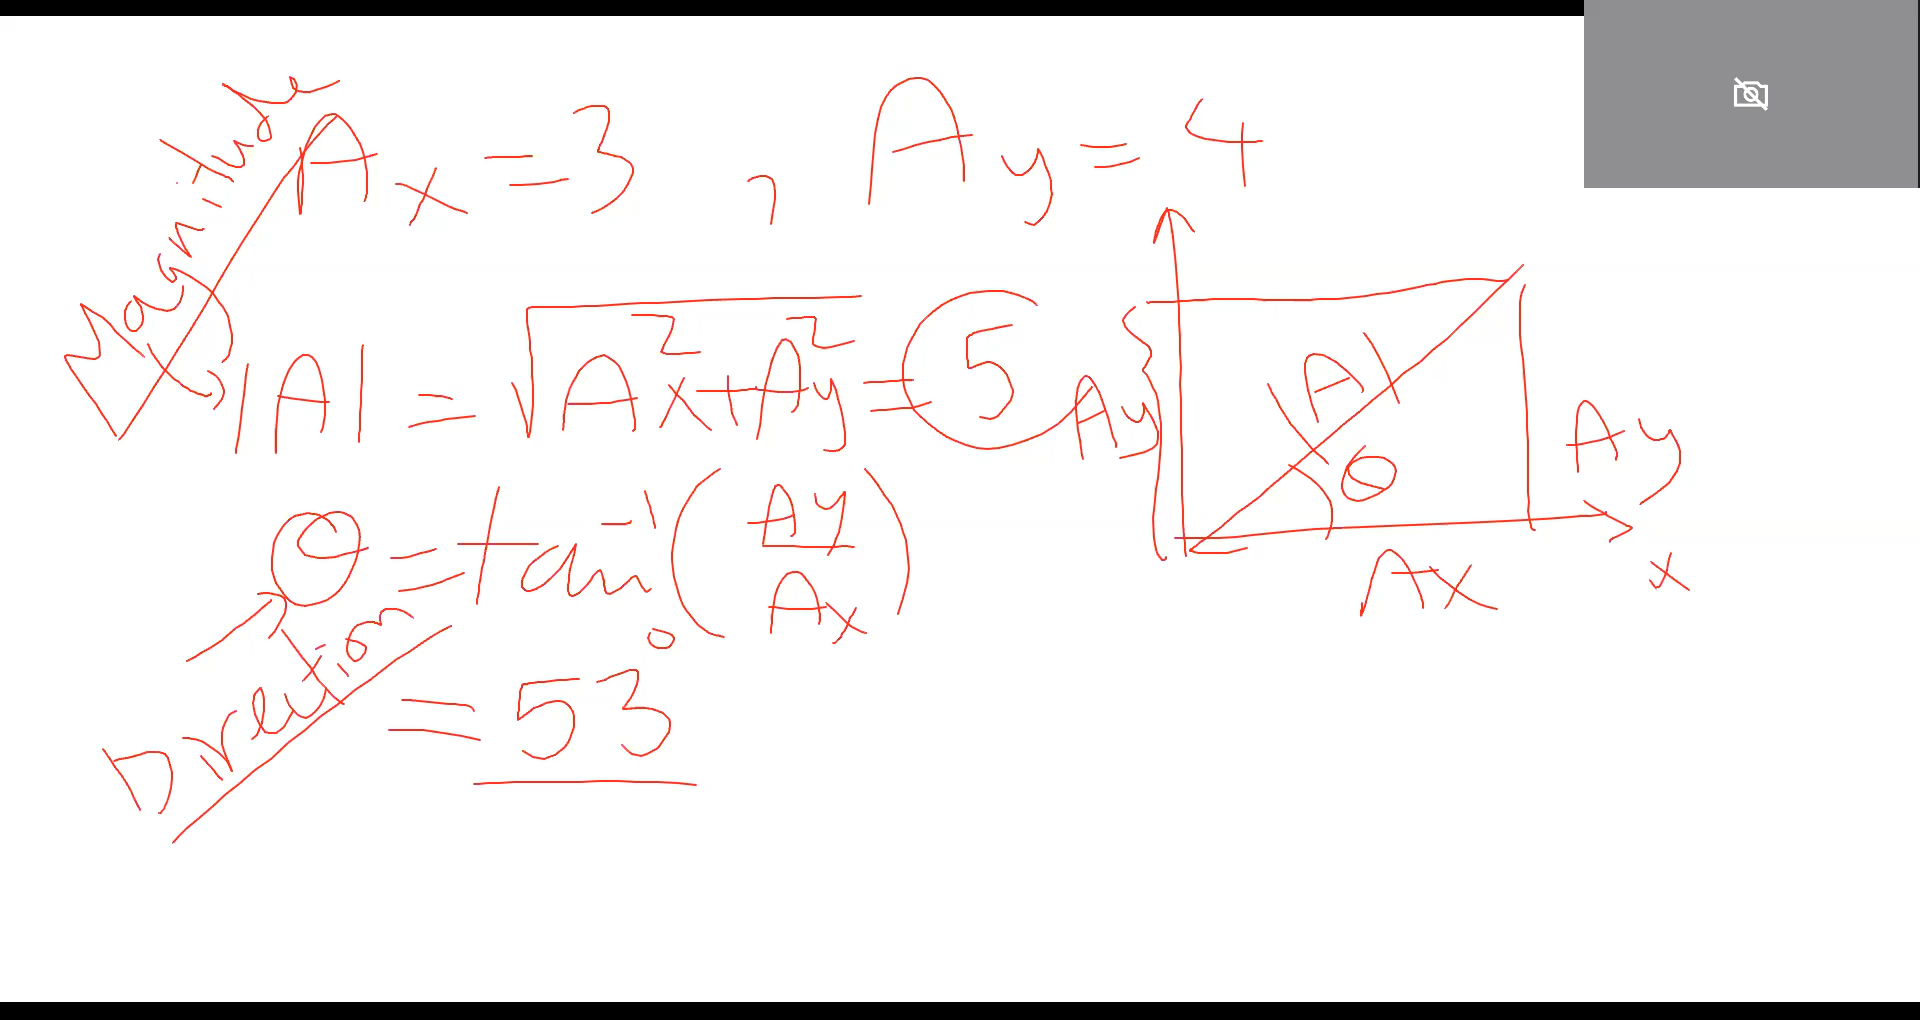 Magnitude
Ax = 3 , Ay = 4
|A| = √Ax² + Ay² = 5
θ = tan⁻¹ (Ay/Ax)
= 53°
Direction
Ay
|A|
θ
Ay
Ax
x